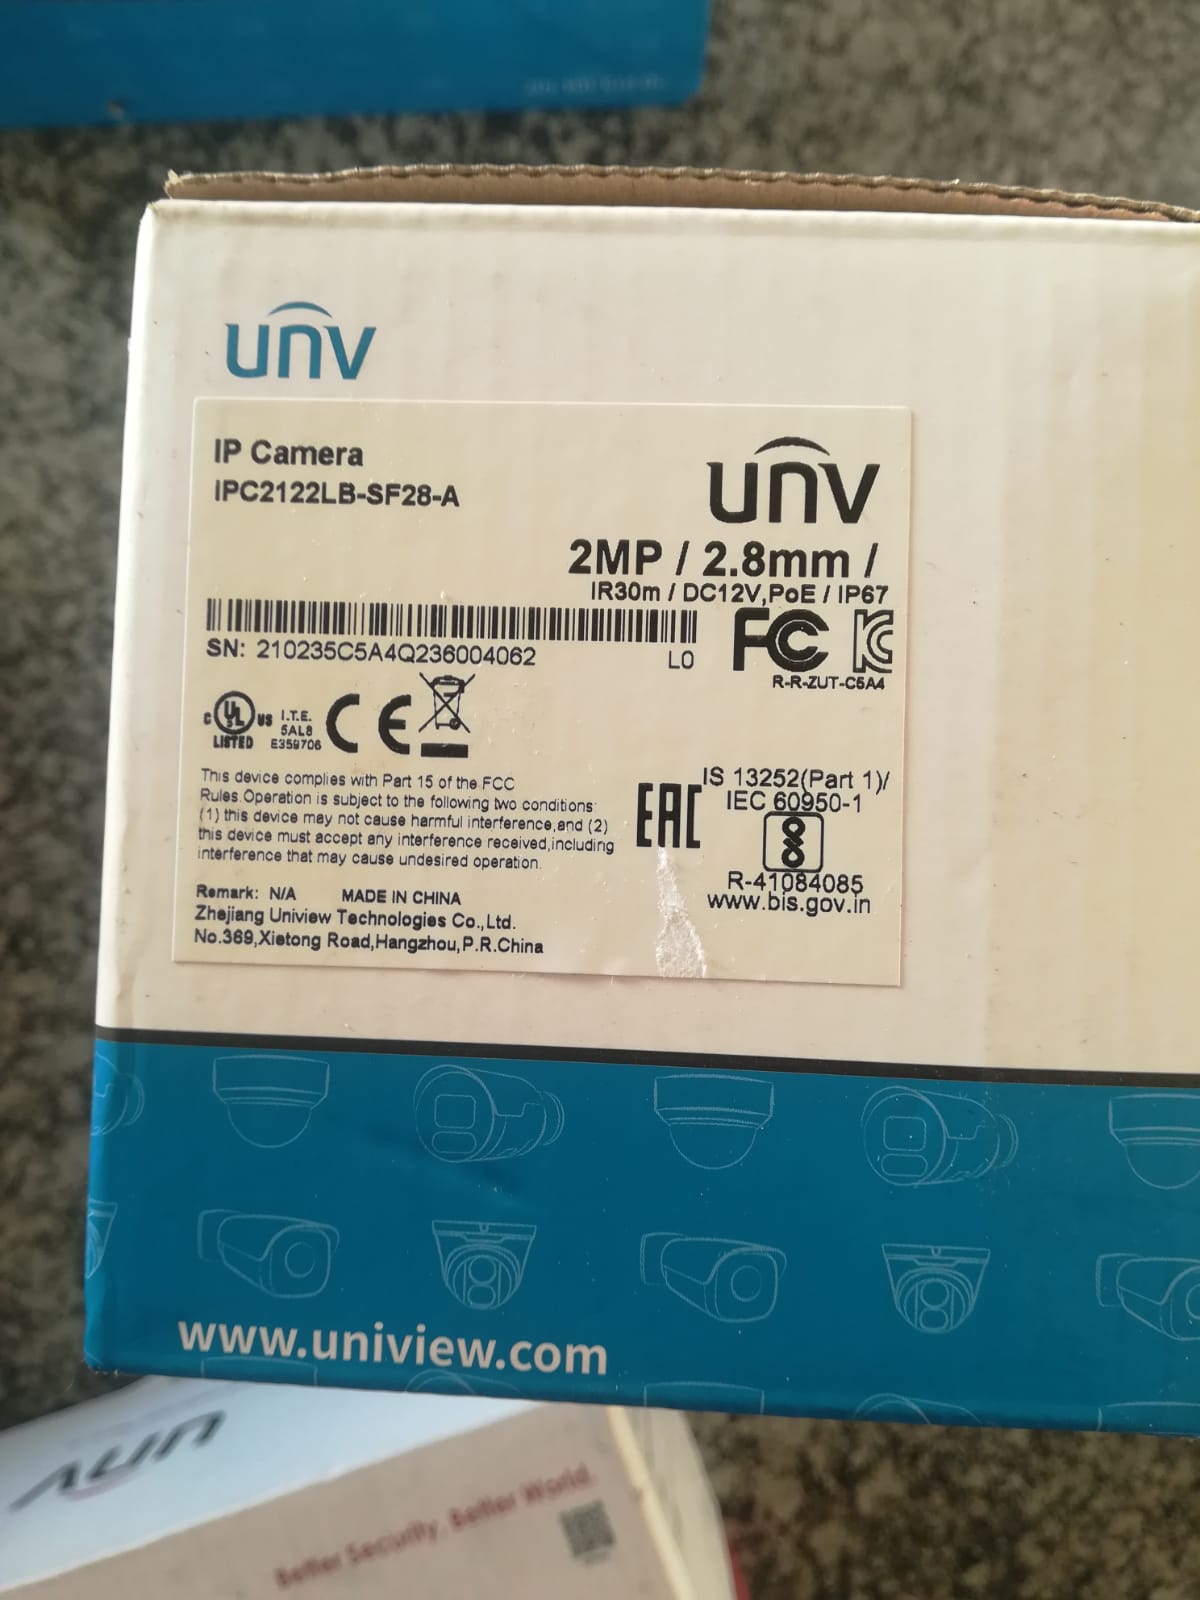 unv
IP Camera
IPC2122LB-SF28-A
unv
2MP / 2.8mm /
IR30m / DC12V,PoE / IP67
SN: 210235C5A4Q236004062
L0
FC
R-R-ZUT-C5A4
C UL US
LISTED
I.T.E.
5AL8
E359706
CE
This device complies with Part 15 of the FCC
Rules.Operation is subject to the following two conditions:
(1) this device may not cause harmful interference,and (2)
this device must accept any interference received,including
interference that may cause undesired operation.
EAC
IS 13252(Part 1)/
IEC 60950-1
R-41084085
www.bis.gov.in
Remark: N/A MADE IN CHINA
Zhejiang Uniview Technologies Co.,Ltd.
No.369,Xietong Road,Hangzhou,P.R.China
www.uniview.com
unv
Better Security, Better World.